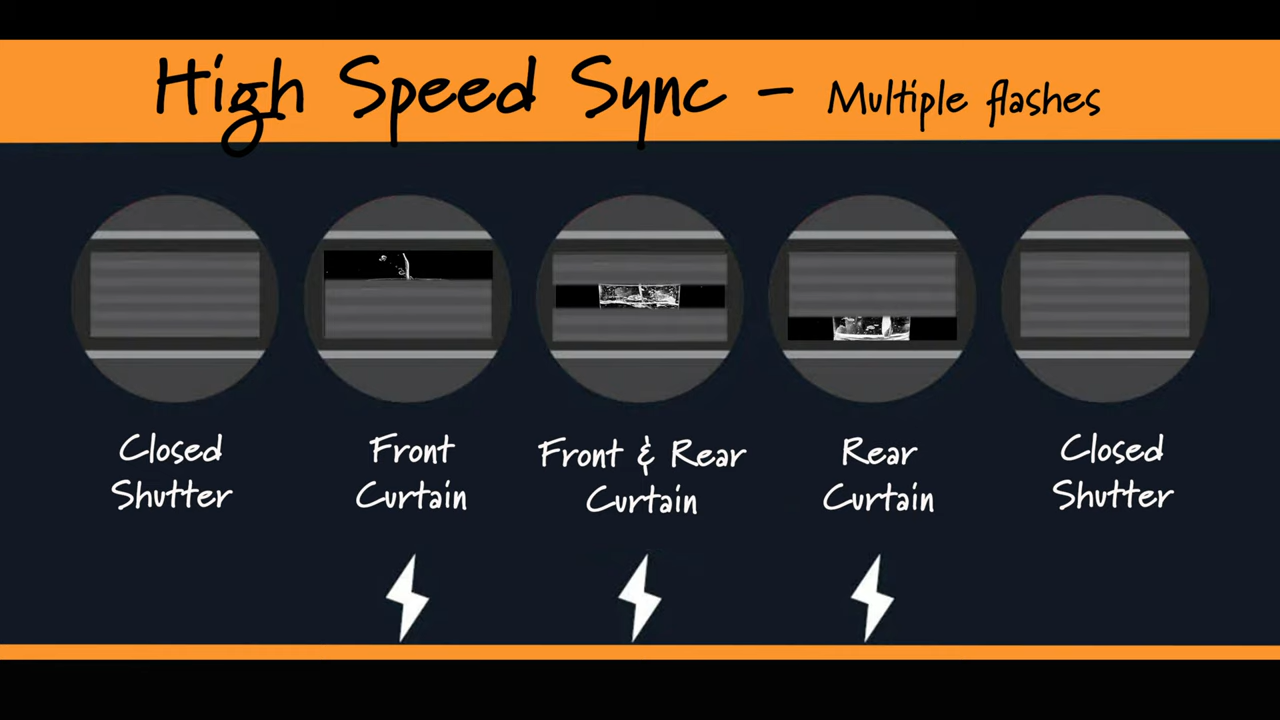 High Speed Sync - Multiple flashes
Closed
Shutter
Front
Curtain
Front & Rear
Curtain
Rear
Curtain
Closed
Shutter